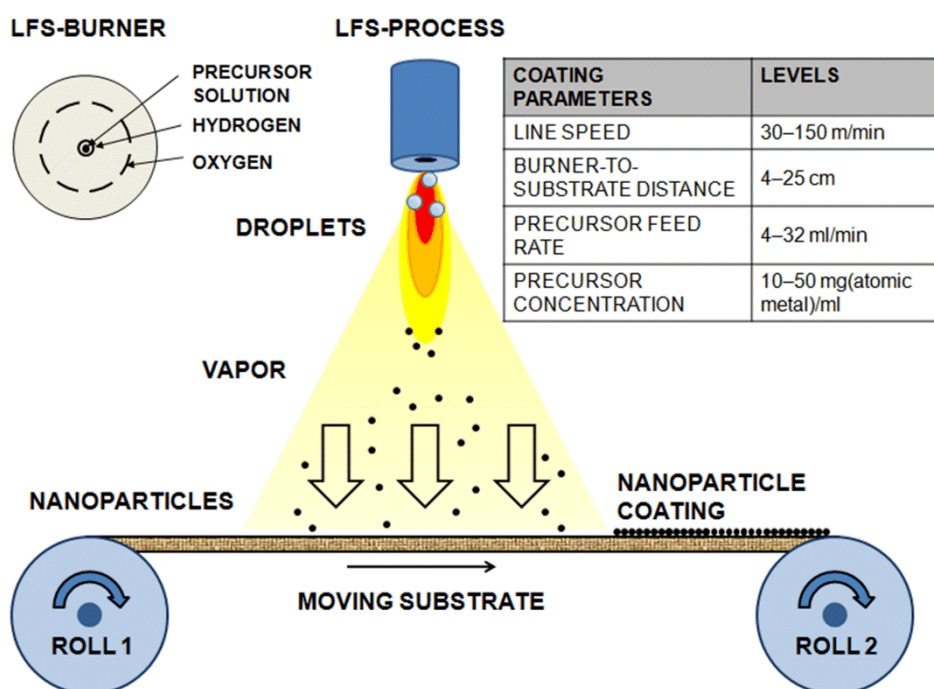 LFS-BURNER
PRECURSOR
SOLUTION
HYDROGEN
OXYGEN
LFS-PROCESS
DROPLETS
VAPOR
NANOPARTICLES
COATING
PARAMETERS
LEVELS
LINE SPEED
30–150 m/min
BURNER-TO-
SUBSTRATE DISTANCE
4–25 cm
PRECURSOR FEED
RATE
4–32 ml/min
PRECURSOR
CONCENTRATION
10–50 mg(atomic
metal)/ml
NANOPARTICLE
COATING
MOVING SUBSTRATE
ROLL 1
ROLL 2